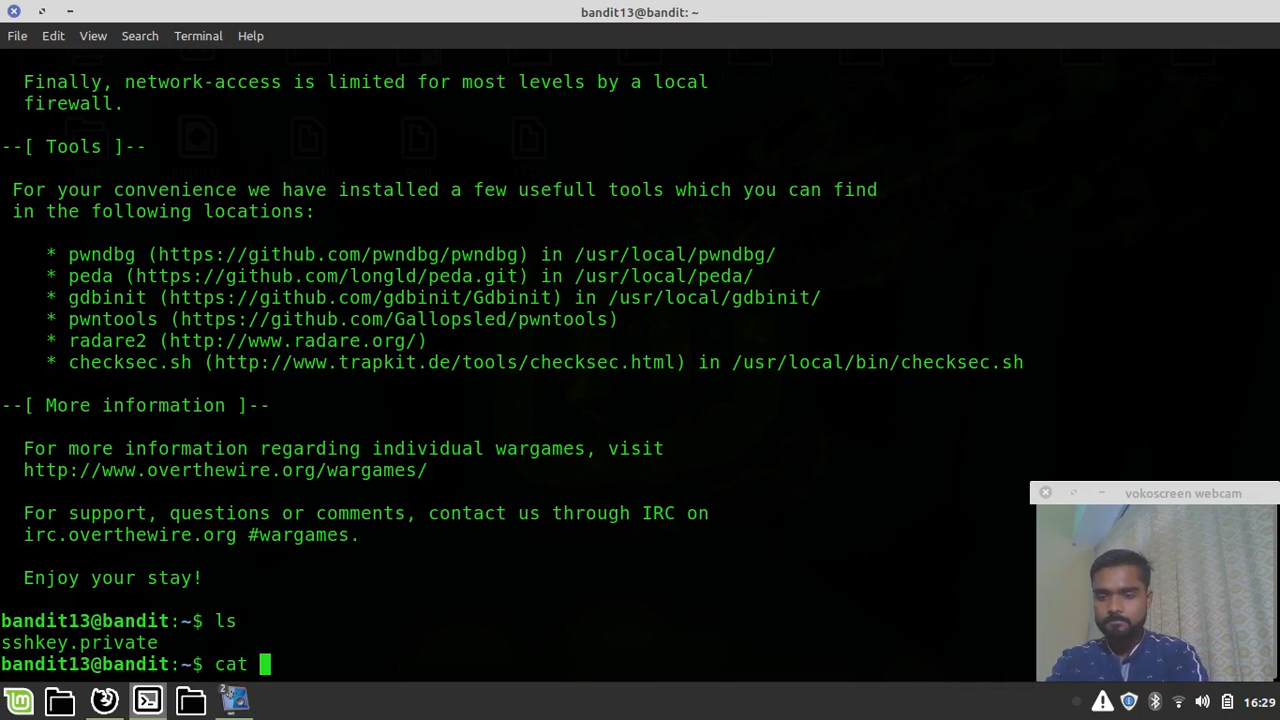 bandit13@bandit: ~
File Edit View Search Terminal Help
Finally, network-access is limited for most levels by a local
firewall.
--[ Tools ]--
For your convenience we have installed a few usefull tools which you can find
in the following locations:
* pwndbg (https://github.com/pwndbg/pwndbg) in /usr/local/pwndbg/
* peda (https://github.com/longld/peda.git) in /usr/local/peda/
* gdbinit (https://github.com/gdbinit/Gdbinit) in /usr/local/gdbinit/
* pwntools (https://github.com/Gallopsled/pwntools)
* radare2 (http://www.radare.org/)
* checksec.sh (http://www.trapkit.de/tools/checksec.html) in /usr/local/bin/checksec.sh
--[ More information ]--
For more information regarding individual wargames, visit
http://www.overthewire.org/wargames/
For support, questions or comments, contact us through IRC on
irc.overthewire.org #wargames.
Enjoy your stay!
bandit13@bandit:~$ ls
sshkey.private
bandit13@bandit:~$ cat
vokoscreen webcam
2
16:29